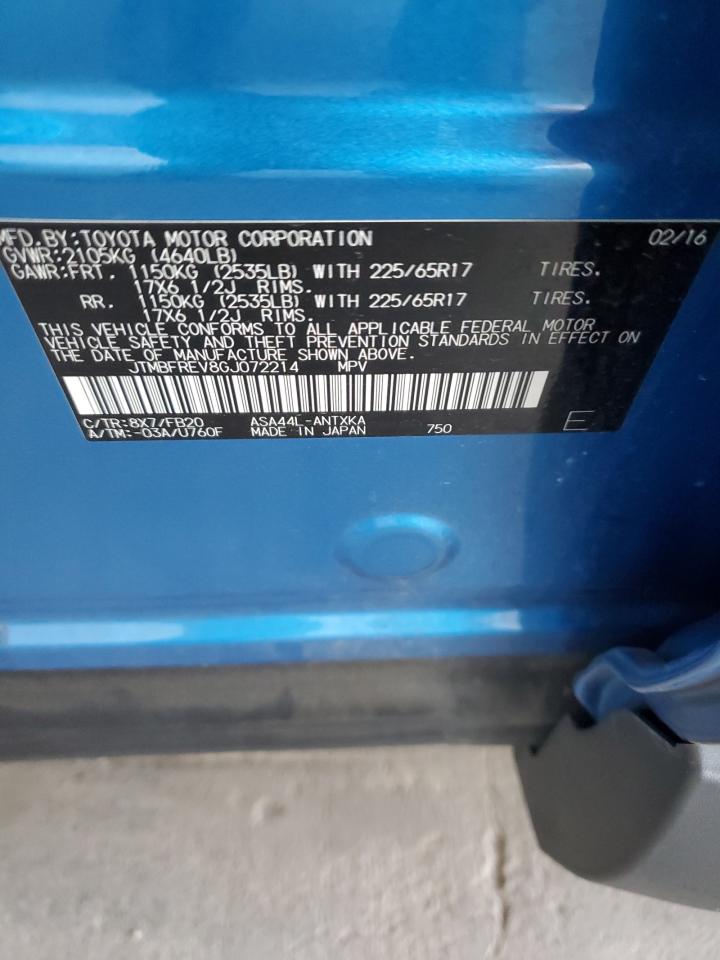 MFD.BY:TOYOTA MOTOR CORPORATION 02/16
GVWR:2105KG (4640LB)
GAWR:FRT. 1150KG (2535LB) WITH 225/65R17 TIRES.
17X6 1/2J RIMS.
RR. 1150KG (2535LB) WITH 225/65R17 TIRES.
17X6 1/2J RIMS.
THIS VEHICLE CONFORMS TO ALL APPLICABLE FEDERAL MOTOR
VEHICLE SAFETY AND THEFT PREVENTION STANDARDS IN EFFECT ON
THE DATE OF MANUFACTURE SHOWN ABOVE.
JTMBFREV8GJ072214 MPV
C/TR:8X7/FB20 ASA44L-ANTXKA
A/TM:-03A/U760F MADE IN JAPAN 750 E